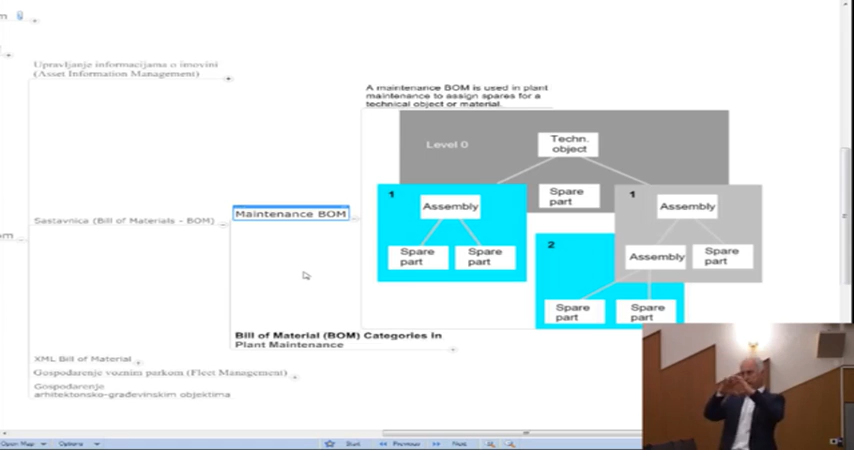 Upravljanje informacijama o imovini
(Asset Information Management)
A maintenance BOM is used in plant
maintenance to assign spares for a
technical object or material.
Level 0
Techn.
object
1
Assembly
Spare
part
1
Assembly
Sastavnica (Bill of Materials - BOM)
Maintenance BOM
Spare
part
Spare
part
2
Assembly
Spare
part
Spare
part
Spare
part
Bill of Material (BOM) Categories in
Plant Maintenance
XML Bill of Material
Gospodarenje voznim parkom (Fleet Management)
Gospodarenje
arhitektonsko-građevinskim objektima
Open Map
Options
Start
Previous
Next